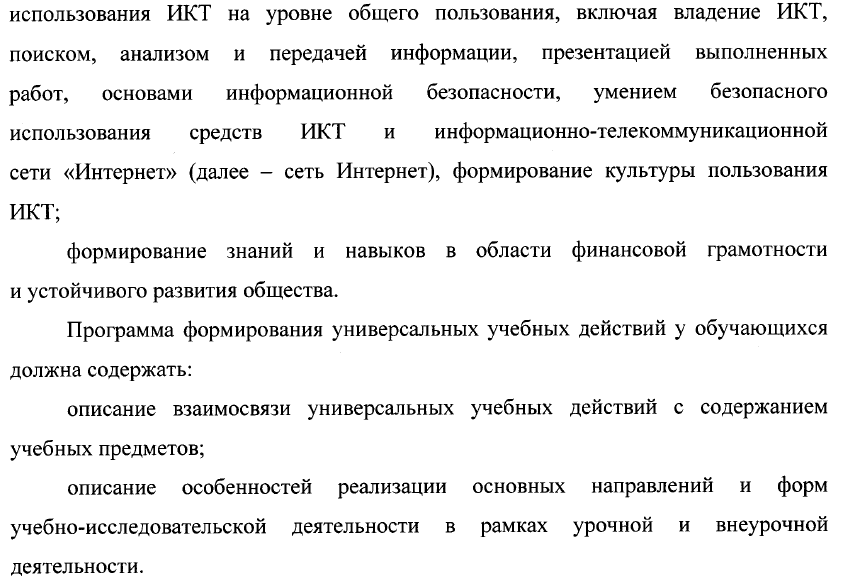 использования ИКТ на уровне общего пользования, включая владение ИКТ,
поиском, анализом и передачей информации, презентацией выполненных
работ, основами информационной безопасности, умением безопасного
использования средств ИКТ и информационно-телекоммуникационной
сети «Интернет» (далее – сеть Интернет), формирование культуры пользования
ИКТ;
формирование знаний и навыков в области финансовой грамотности
и устойчивого развития общества.
Программа формирования универсальных учебных действий у обучающихся
должна содержать:
описание взаимосвязи универсальных учебных действий с содержанием
учебных предметов;
описание особенностей реализации основных направлений и форм
учебно-исследовательской деятельности в рамках урочной и внеурочной
деятельности.